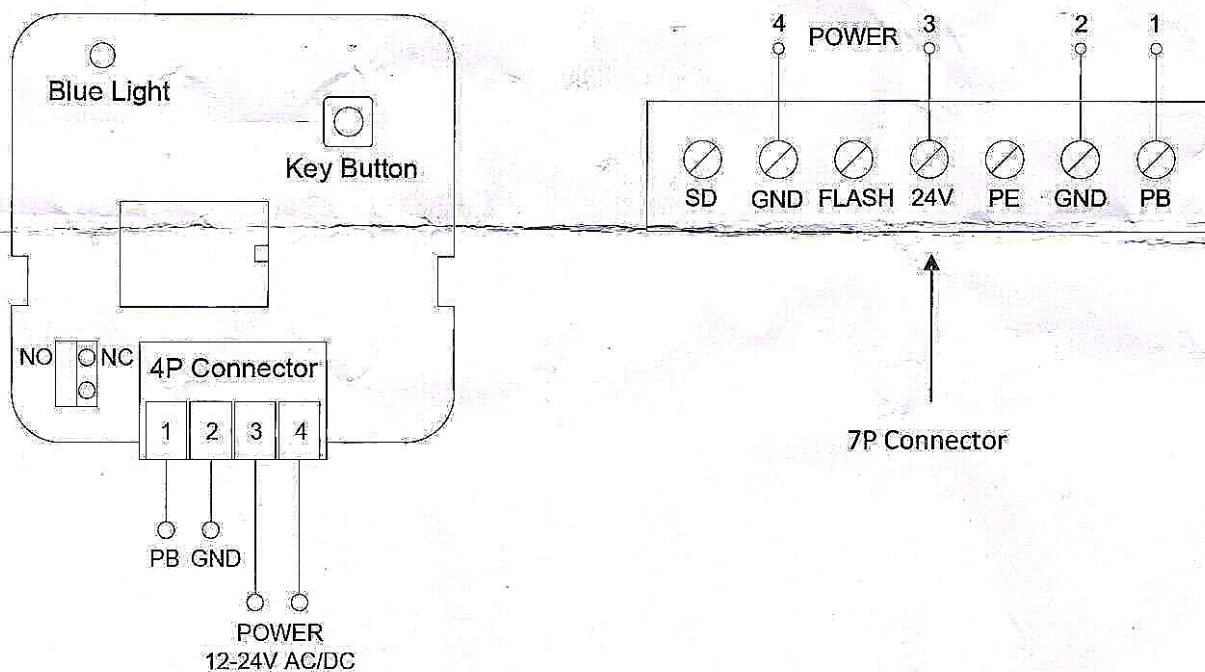 Blue Light
Key Button
NO NC
4P Connector
1 2 3 4
PB GND
POWER
12-24V AC/DC
4 POWER 3 2 1
SD GND FLASH 24V PE GND PB
7P Connector